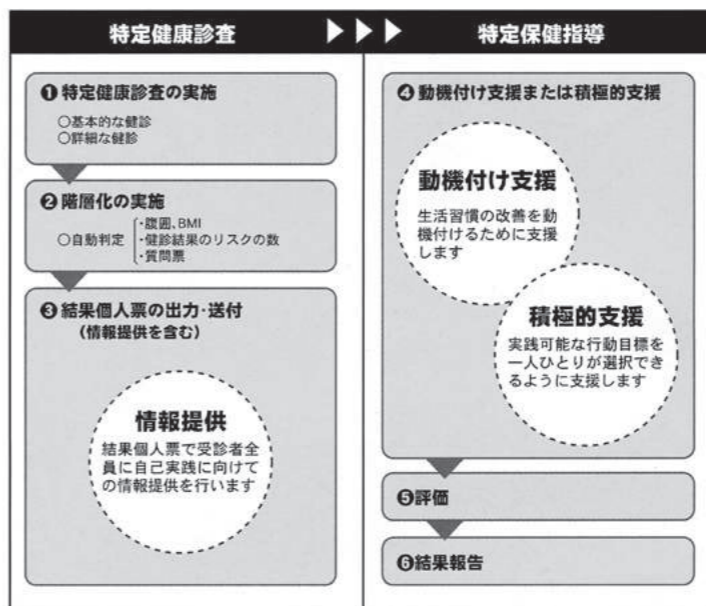 特定健康診査
特定保健指導
❶特定健康診査の実施
○基本的な健診
○詳細な健診
❷階層化の実施
○自動判定
・腹囲、BMI
・健診結果のリスクの数
・質問票
❸結果個人票の出力・送付
(情報提供を含む)
情報提供
結果個人票で受診者全
員に自己実践に向けて
の情報提供を行います
❹動機付け支援または積極的支援
動機付け支援
生活習慣の改善を動
機付けるために支援
します
積極的支援
実践可能な行動目標を
一人ひとりが選択でき
るように支援します
❺評価
❻結果報告